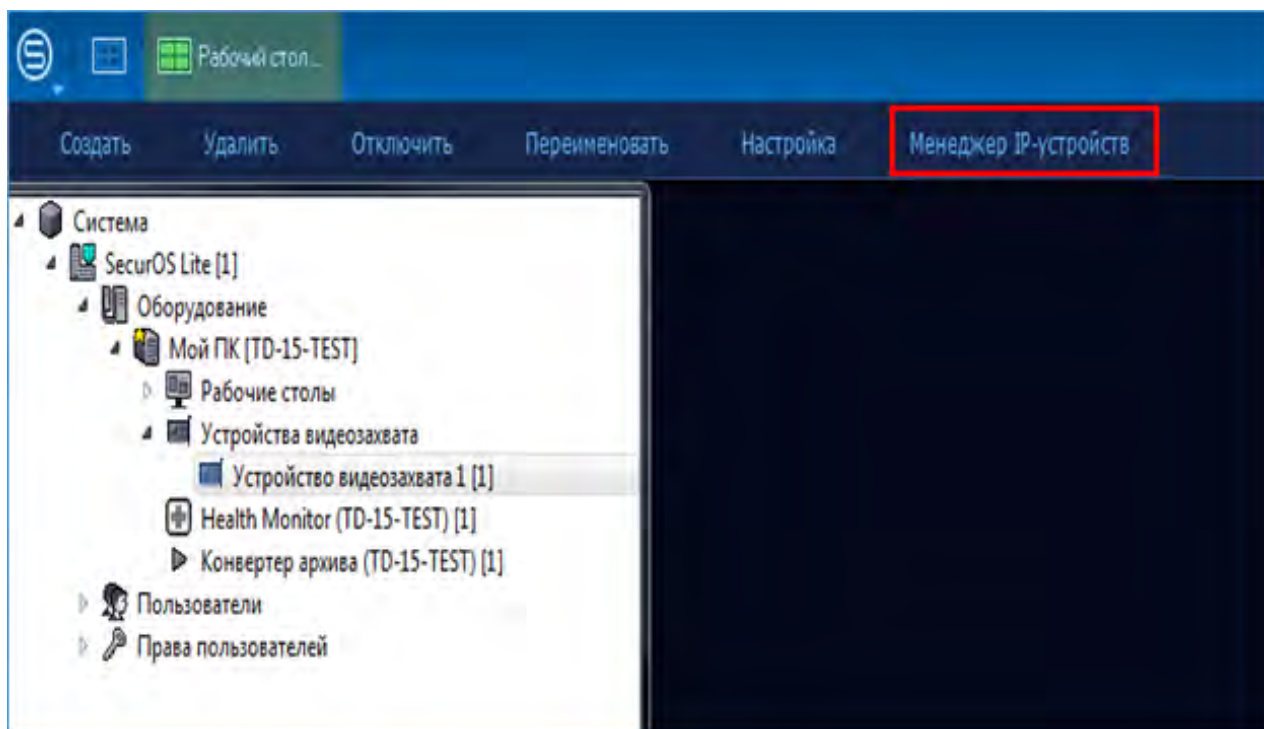 Рабочий стол...
Создать Удалить Отключить Переименовать Настройка Менеджер IP-устройств
Система
SecurOS Lite [1]
Оборудование
Мой ПК [TD-15-TEST]
Рабочие столы
Устройства видеозахвата
Устройство видеозахвата 1 [1]
Health Monitor (TD-15-TEST) [1]
Конвертер архива (TD-15-TEST) [1]
Пользователи
Права пользователей